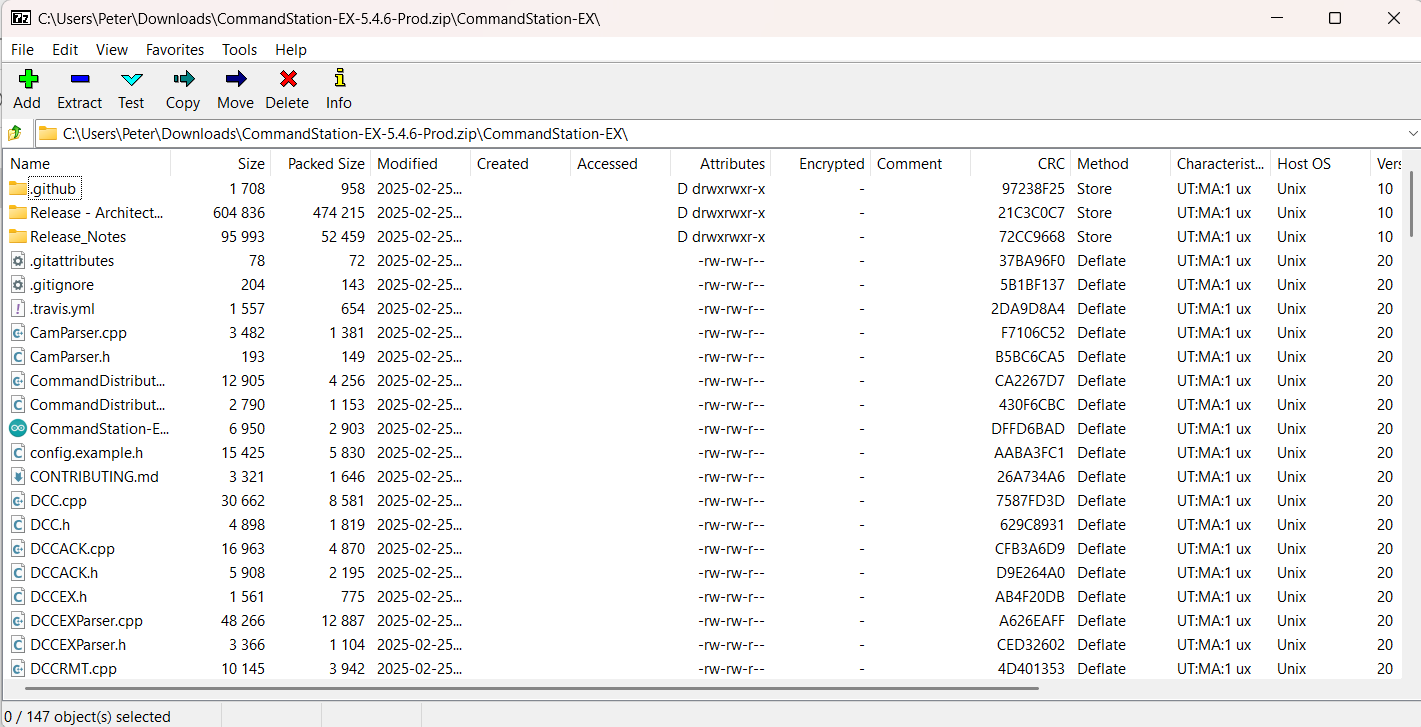 C:\Users\Peter\Downloads\CommandStation-EX-5.4.6-Prod.zip\CommandStation-EX\
File Edit View Favorites Tools Help
Add Extract Test Copy Move Delete Info
C:\Users\Peter\Downloads\CommandStation-EX-5.4.6-Prod.zip\CommandStation-EX\
Name Size Packed Size Modified Created Accessed Attributes Encrypted Comment CRC Method Characterist... Host OS Vers
.github 1 708 958 2025-02-25... D drwxrwxr-x - 97238F25 Store UT:MA:1 ux Unix 10
Release - Architect... 604 836 474 215 2025-02-25... D drwxrwxr-x - 21C3C0C7 Store UT:MA:1 ux Unix 10
Release_Notes 95 993 52 459 2025-02-25... D drwxrwxr-x - 72CC9668 Store UT:MA:1 ux Unix 10
.gitattributes 78 72 2025-02-25... -rw-rw-r-- - 37BA96F0 Deflate UT:MA:1 ux Unix 20
.gitignore 204 143 2025-02-25... -rw-rw-r-- - 5B1BF137 Deflate UT:MA:1 ux Unix 20
.travis.yml 1 557 654 2025-02-25... -rw-rw-r-- - 2DA9D8A4 Deflate UT:MA:1 ux Unix 20
CamParser.cpp 3 482 1 381 2025-02-25... -rw-rw-r-- - F7106C52 Deflate UT:MA:1 ux Unix 20
CamParser.h 193 149 2025-02-25... -rw-rw-r-- - B5BC6CA5 Deflate UT:MA:1 ux Unix 20
CommandDistribut... 12 905 4 256 2025-02-25... -rw-rw-r-- - CA2267D7 Deflate UT:MA:1 ux Unix 20
CommandDistribut... 2 790 1 153 2025-02-25... -rw-rw-r-- - 430F6CBC Deflate UT:MA:1 ux Unix 20
CommandStation-E... 6 950 2 903 2025-02-25... -rw-rw-r-- - DFFD6BAD Deflate UT:MA:1 ux Unix 20
config.example.h 15 425 5 830 2025-02-25... -rw-rw-r-- - AABA3FC1 Deflate UT:MA:1 ux Unix 20
CONTRIBUTING.md 3 321 1 646 2025-02-25... -rw-rw-r-- - 26A734A6 Deflate UT:MA:1 ux Unix 20
DCC.cpp 30 662 8 581 2025-02-25... -rw-rw-r-- - 7587FD3D Deflate UT:MA:1 ux Unix 20
DCC.h 4 898 1 819 2025-02-25... -rw-rw-r-- - 629C8931 Deflate UT:MA:1 ux Unix 20
DCCACK.cpp 16 963 4 870 2025-02-25... -rw-rw-r-- - CFB3A6D9 Deflate UT:MA:1 ux Unix 20
DCCACK.h 5 908 2 195 2025-02-25... -rw-rw-r-- - D9E264A0 Deflate UT:MA:1 ux Unix 20
DCCEX.h 1 561 775 2025-02-25... -rw-rw-r-- - AB4F20DB Deflate UT:MA:1 ux Unix 20
DCCEXParser.cpp 48 266 12 887 2025-02-25... -rw-rw-r-- - A626EAFF Deflate UT:MA:1 ux Unix 20
DCCEXParser.h 3 366 1 104 2025-02-25... -rw-rw-r-- - CED32602 Deflate UT:MA:1 ux Unix 20
DCCRMT.cpp 10 145 3 942 2025-02-25... -rw-rw-r-- - 4D401353 Deflate UT:MA:1 ux Unix 20
0 / 147 object(s) selected